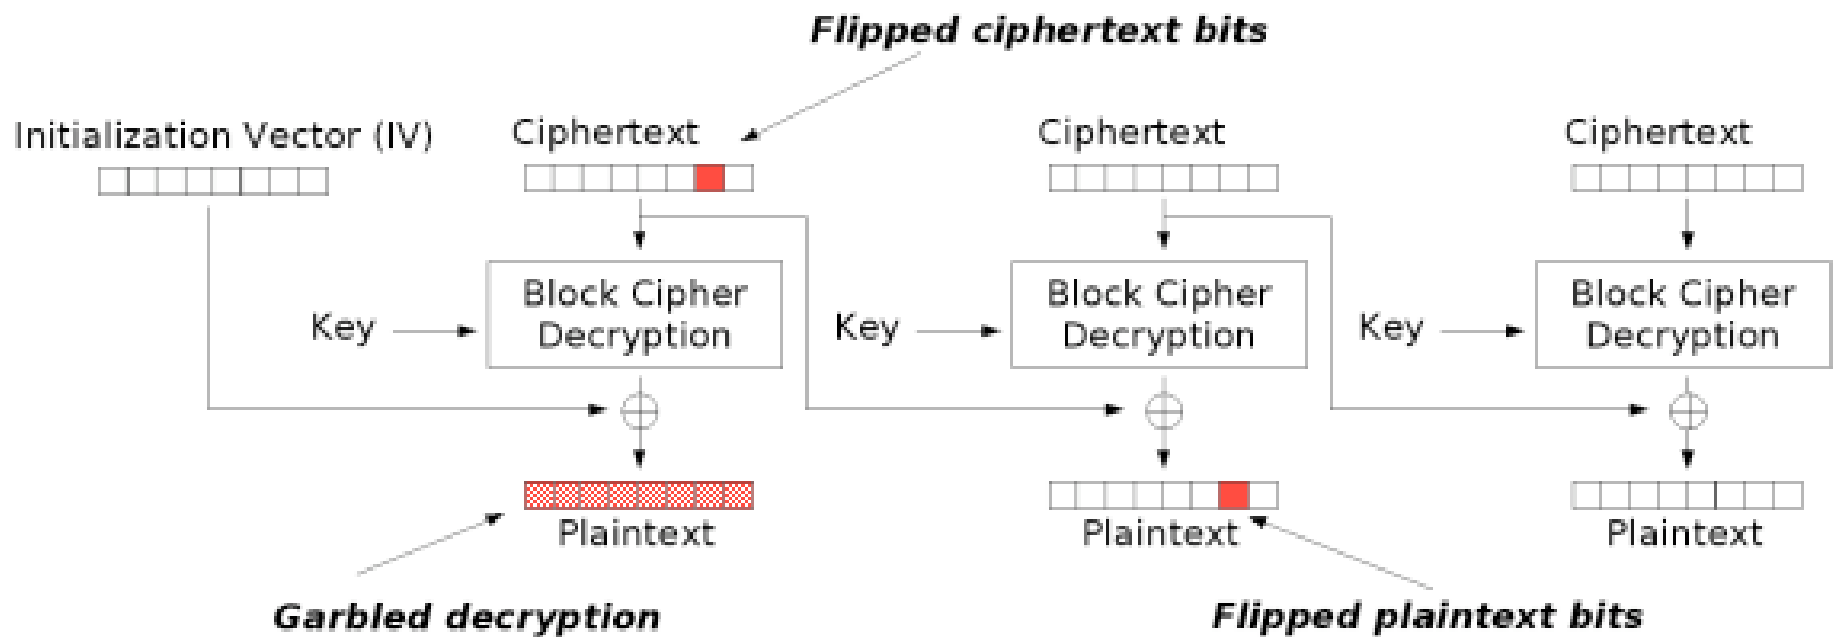 Flipped ciphertext bits
Initialization Vector (IV)
Ciphertext
Ciphertext
Ciphertext
Key
Block Cipher
Decryption
Key
Block Cipher
Decryption
Key
Block Cipher
Decryption
Plaintext
Plaintext
Plaintext
Garbled decryption
Flipped plaintext bits